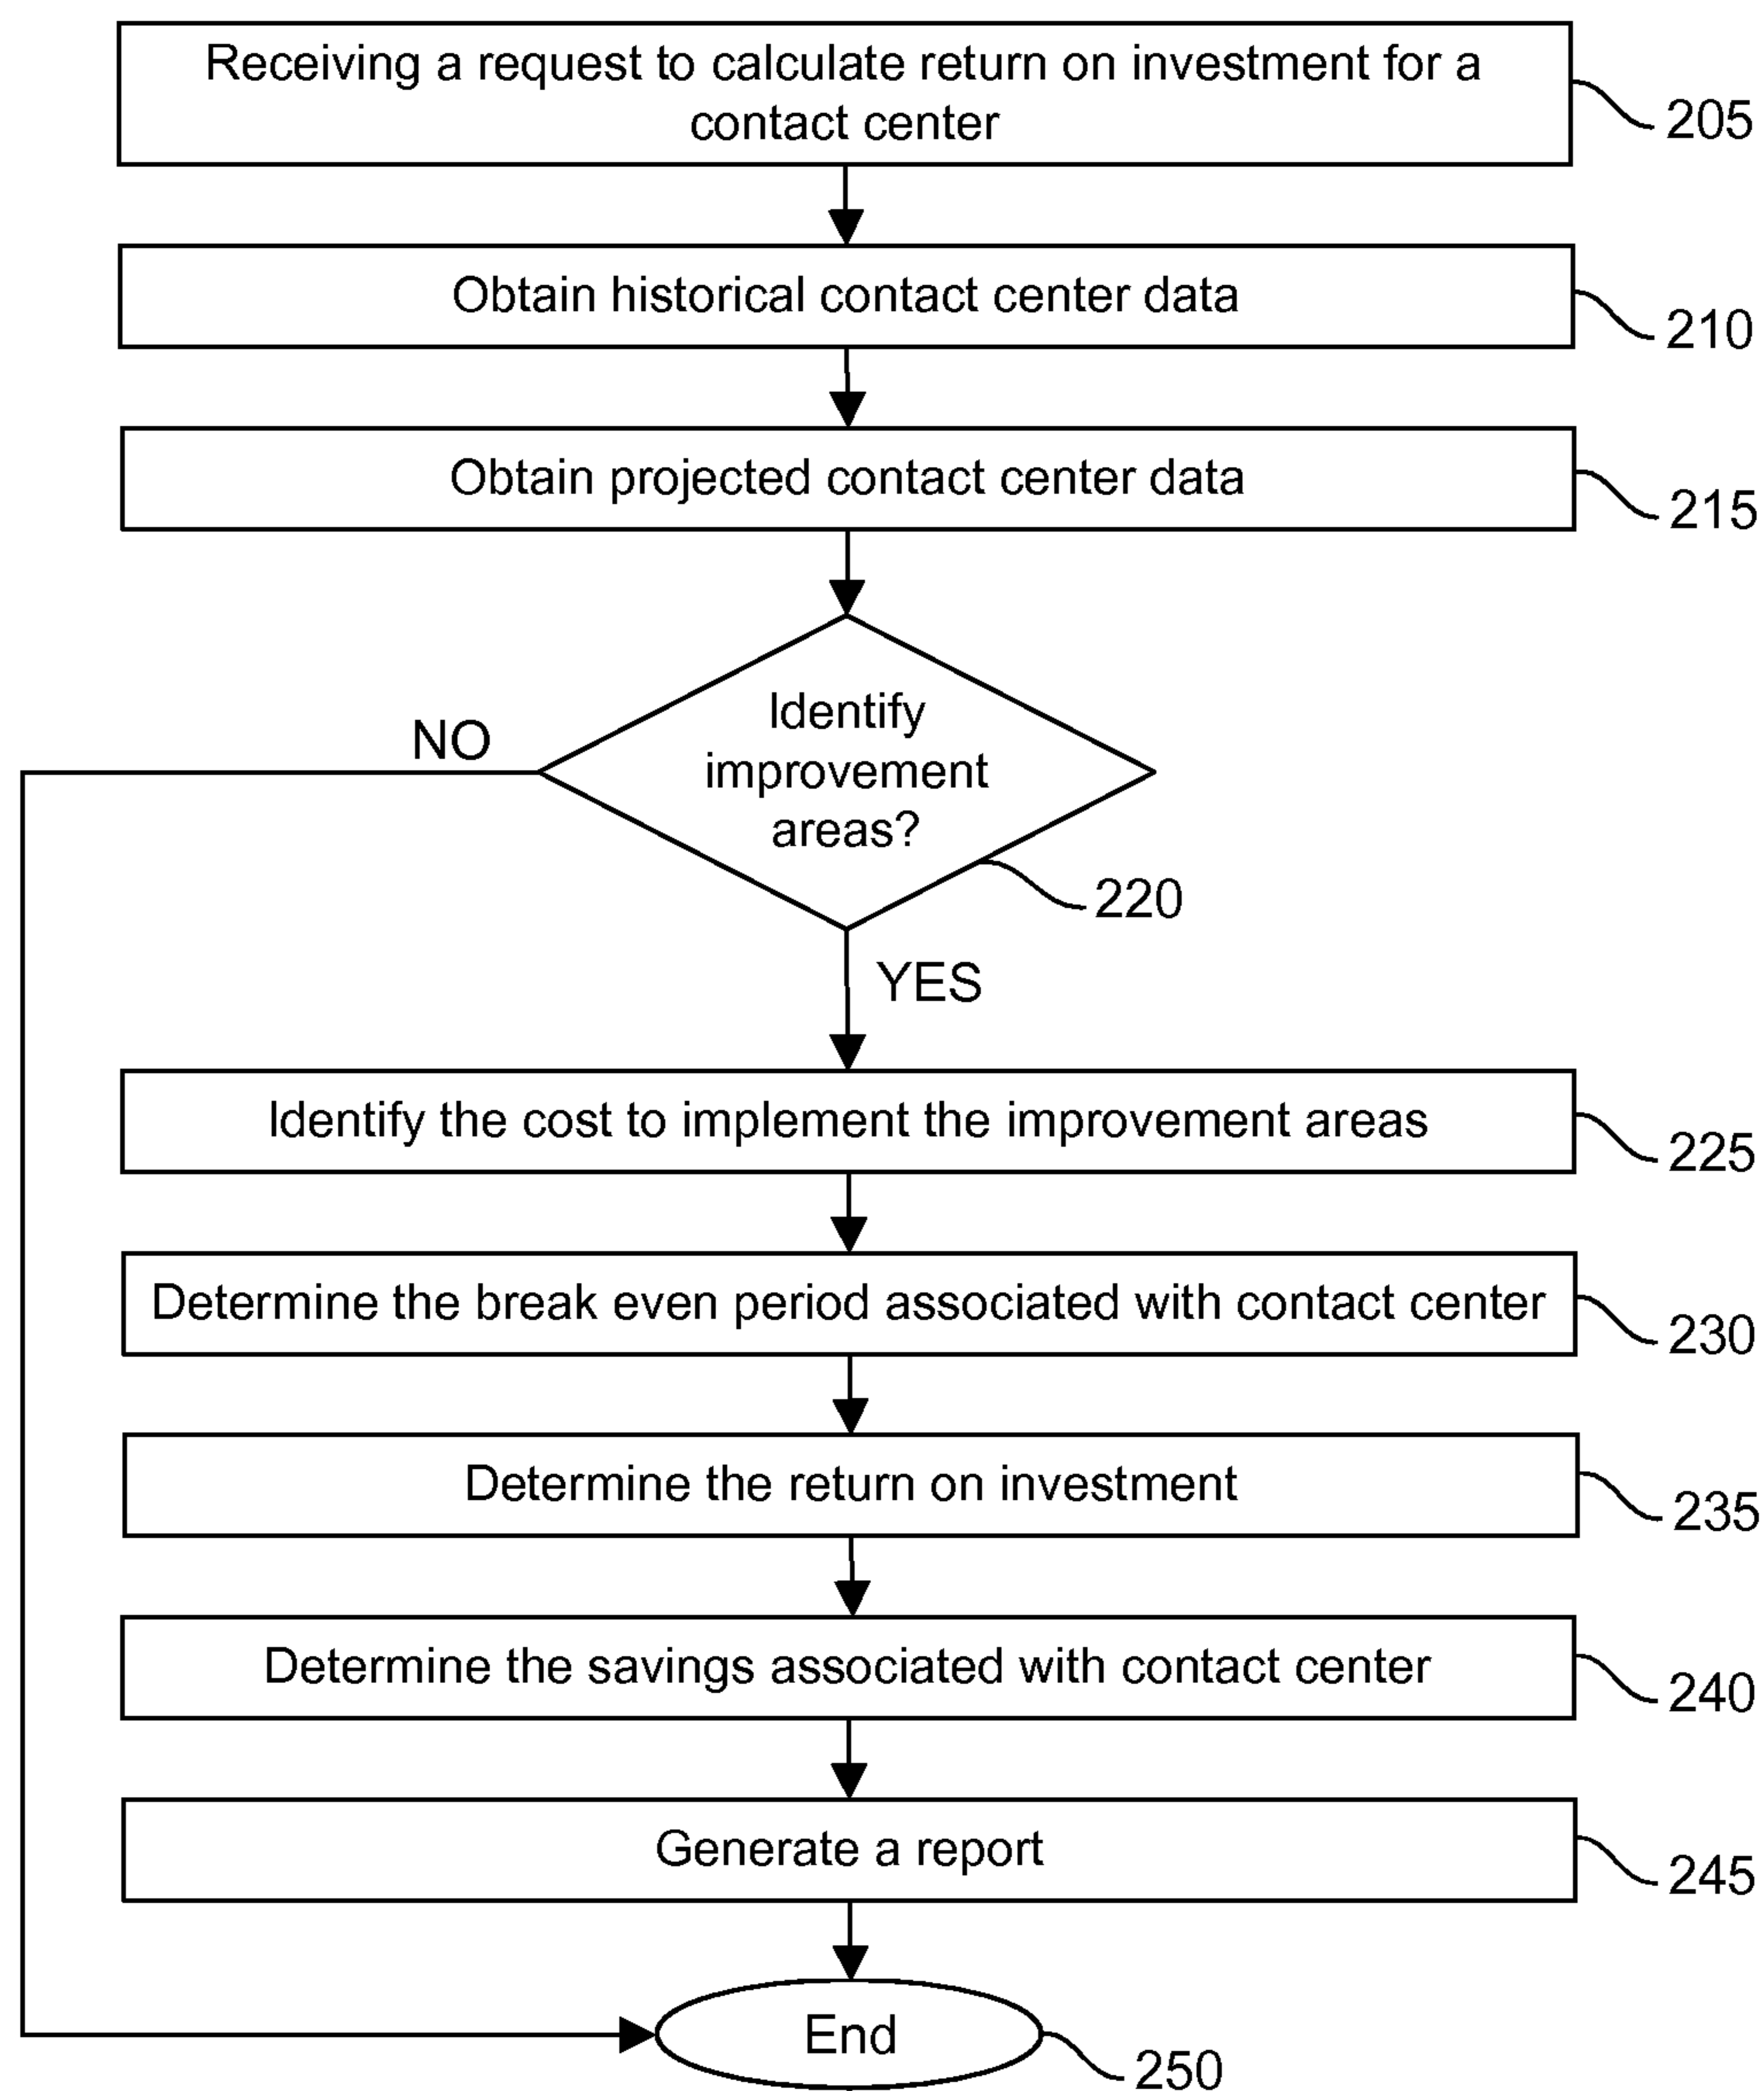 Receiving a request to calculate return on investment for a
contact center
205
Obtain historical contact center data
210
Obtain projected contact center data
215
Identify
improvement
areas?
NO
220
YES
Identify the cost to implement the improvement areas
225
Determine the break even period associated with contact center
230
Determine the return on investment
235
Determine the savings associated with contact center
240
Generate a report
245
End
250